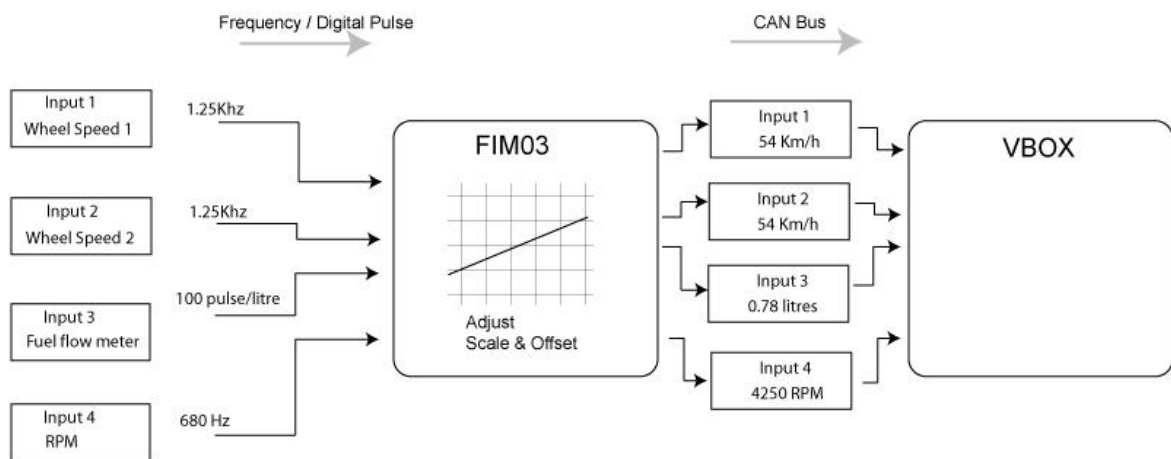 Frequency / Digital Pulse
CAN Bus
Input 1
Wheel Speed 1
1.25Khz
Input 2
Wheel Speed 2
1.25Khz
100 pulse/litre
Input 3
Fuel flow meter
Input 4
RPM
680 Hz
FIM03
Adjust
Scale & Offset
Input 1
54 Km/h
Input 2
54 Km/h
Input 3
0.78 litres
Input 4
4250 RPM
VBOX